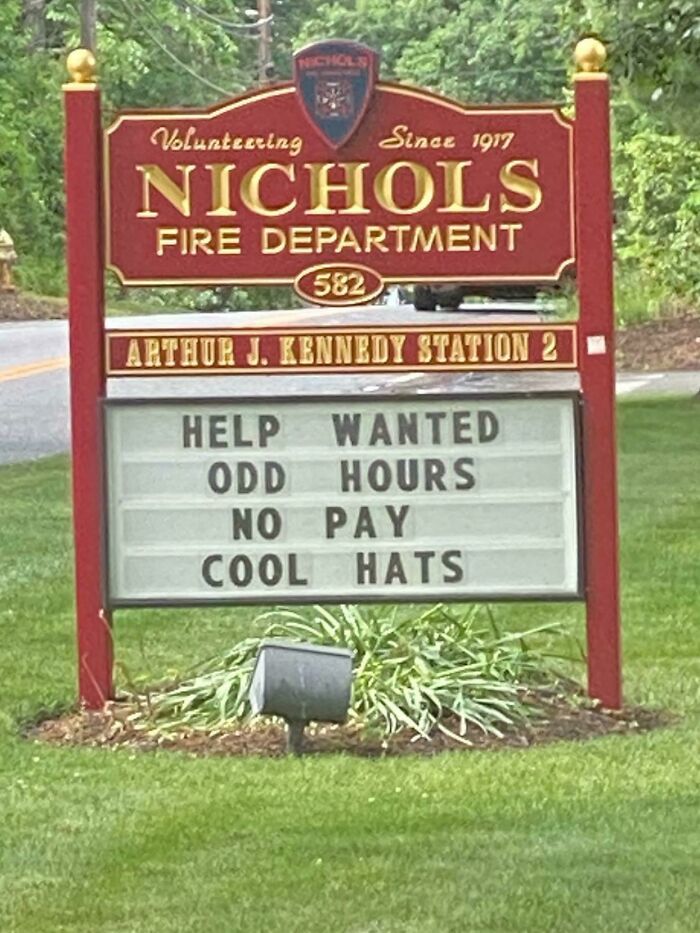 NICHOLS
Volunteering Since 1917
NICHOLS
FIRE DEPARTMENT
582
ARTHUR J. KENNEDY STATION 2
HELP WANTED
ODD HOURS
NO PAY
COOL HATS